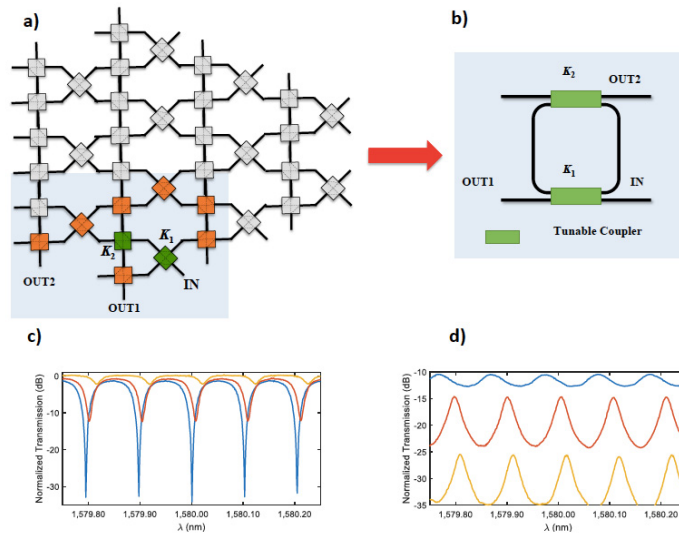 a)
K2
K1
OUT2
OUT1
IN
b)
K2
OUT2
K1
OUT1
IN
Tunable Coupler
c)
Normalized Transmission (dB)
0
-10
-20
-30
1,579.80
1,579.90
1,580.00
1,580.10
1,580.20
λ (nm)
d)
Normalized Transmission (dB)
-10
-15
-20
-25
-30
-35
1,579.80
1,579.90
1,580.00
1,580.10
1,580.20
λ (nm)